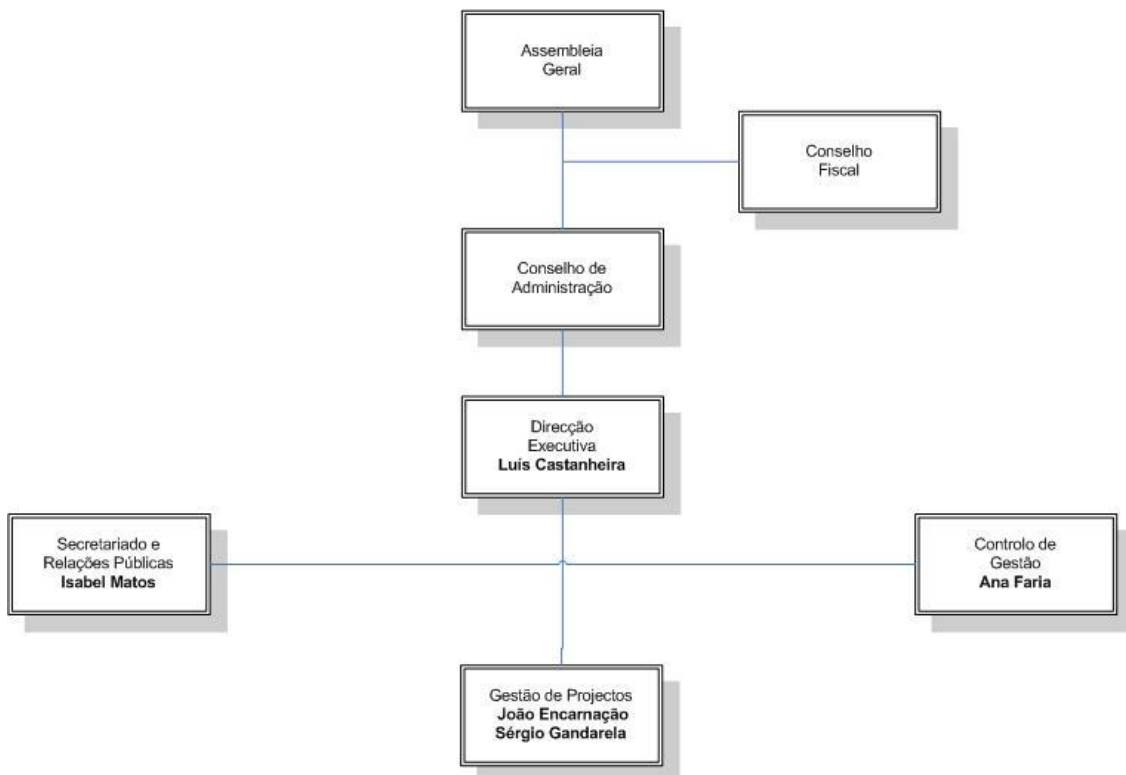 Assembleia
Geral
Conselho
Fiscal
Conselho de
Administração
Direcção
Executiva
Luís Castanheira
Secretariado e
Relações Públicas
Isabel Matos
Controlo de
Gestão
Ana Faria
Gestão de Projectos
João Encarnação
Sérgio Gandarela